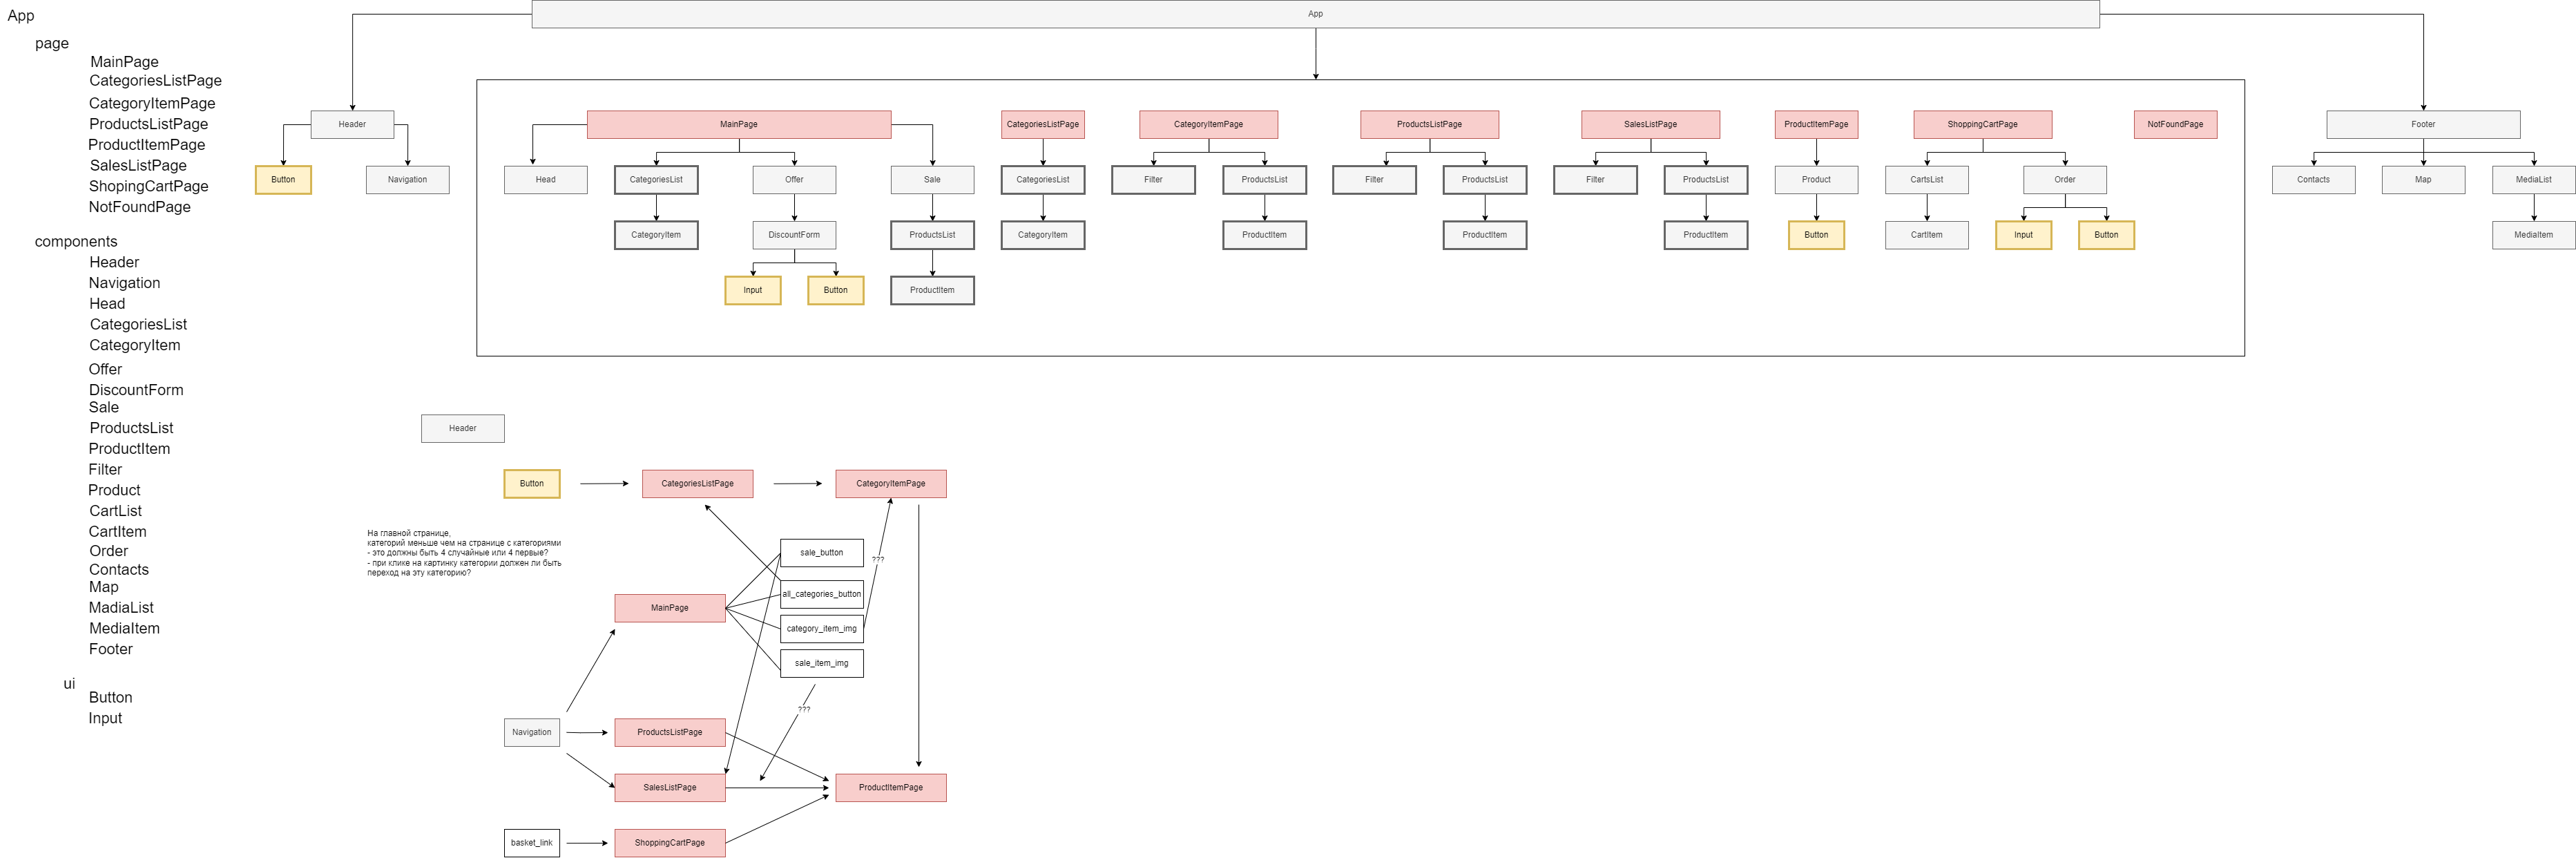 App
page
MainPage
CategoriesListPage
CategoryItemPage
ProductsListPage
ProductItemPage
SalesListPage
ShopingCartPage
NotFoundPage
components
Header
Navigation
Head
CategoriesList
CategoryItem
Offer
DiscountForm
Sale
ProductsList
ProductItem
Filter
Product
CartList
CartItem
Order
Contacts
Map
MadiaList
MediaItem
Footer
ui
Button
Input
App
Header
MainPage
CategoriesListPage
CategoryItemPage
ProductsListPage
SalesListPage
ProductItemPage
ShoppingCartPage
NotFoundPage
Footer
Button
Navigation
Head
CategoriesList
Offer
Sale
CategoriesList
Filter
ProductsList
Filter
ProductsList
Filter
ProductsList
Product
CartsList
Order
Contacts
Map
MediaList
CategoryItem
DiscountForm
ProductsList
CategoryItem
ProductItem
ProductItem
ProductItem
Button
CartItem
Input
Button
MediaItem
Input
Button
ProductItem
Header
Button
CategoriesListPage
CategoryItemPage
На главной странице,
категорий меньше чем на странице с категориями
- это должны быть 4 случайные или 4 первые?
- при клике на картинку категории должен ли быть
переход на эту категорию?
sale_button
???
all_categories_button
MainPage
category_item_img
sale_item_img
???
Navigation
ProductsListPage
SalesListPage
ProductItemPage
basket_link
ShoppingCartPage